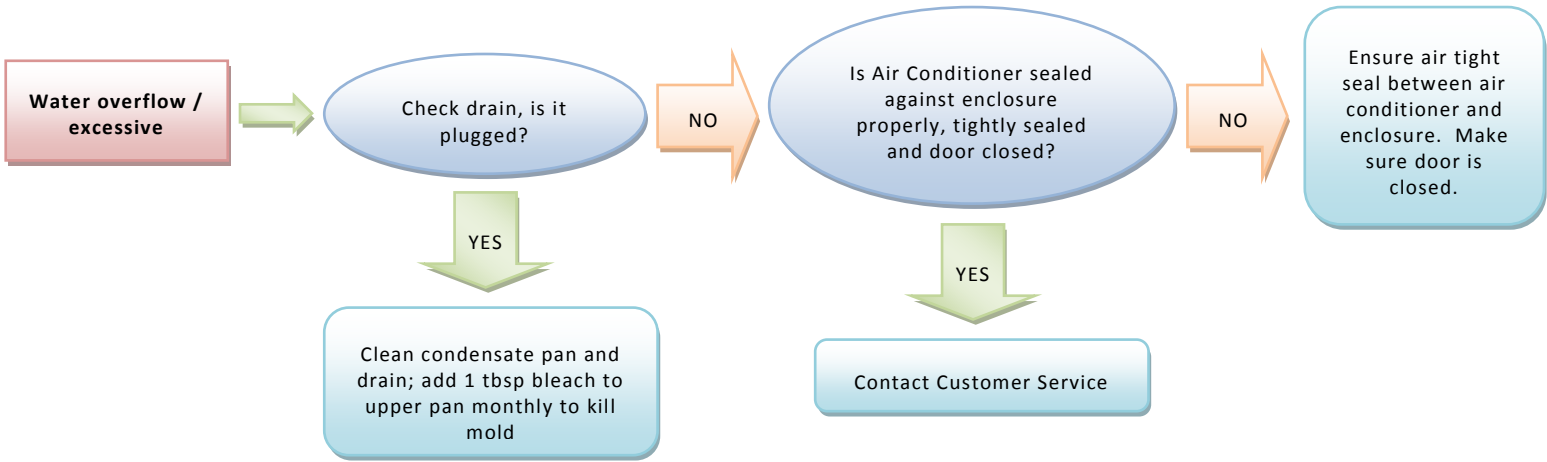 Water overflow /
excessive
Check drain, is it
plugged?
NO
Is Air Conditioner sealed
against enclosure
properly, tightly sealed
and door closed?
NO
Ensure air tight
seal between air
conditioner and
enclosure.  Make
sure door is
closed.
YES
Clean condensate pan and
drain; add 1 tbsp bleach to
upper pan monthly to kill
mold
YES
Contact Customer Service